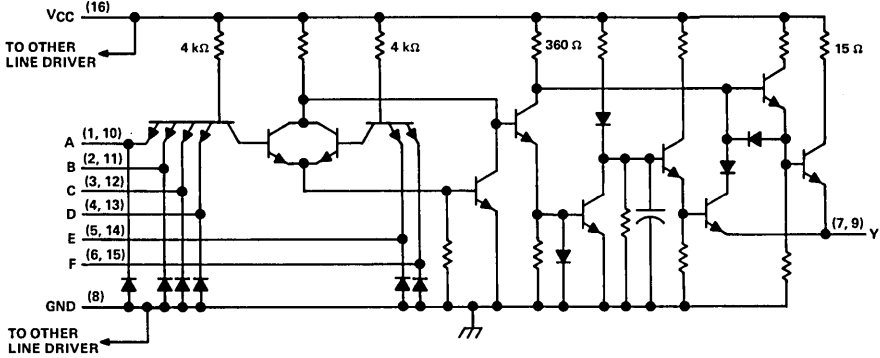 VCC (16)
TO OTHER
LINE DRIVER
4 kΩ
4 kΩ
360 Ω
15 Ω
A (1, 10)
B (2, 11)
C (3, 12)
D (4, 13)
E (5, 14)
F (6, 15)
(7, 9)
Y
GND (8)
TO OTHER
LINE DRIVER